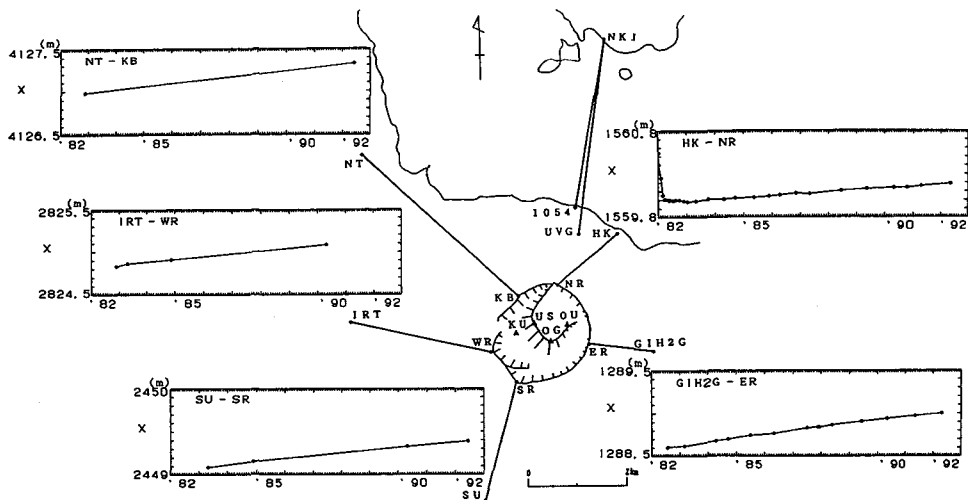 (m)
4127.5
NT-KB
X
4126.5
'82 '85 '90 '92
NT
NKJ
(m)
1560.8
HK-NR
X
1559.8
'82 '85 '90 '92
1054
UVG
HK
(m)
2825.5
IRT-WR
X
2824.5
'82 '85 '90 '92
IRT
KB
NR
KU
USOU
OG
WR
ER
SR
GIH2G
(m)
2450
SU-SR
X
2449
'82 '85 '90 '92
SU
0 2km
(m)
1289.5
GIH2G-ER
X
1288.5
'82 '85 '90 '92